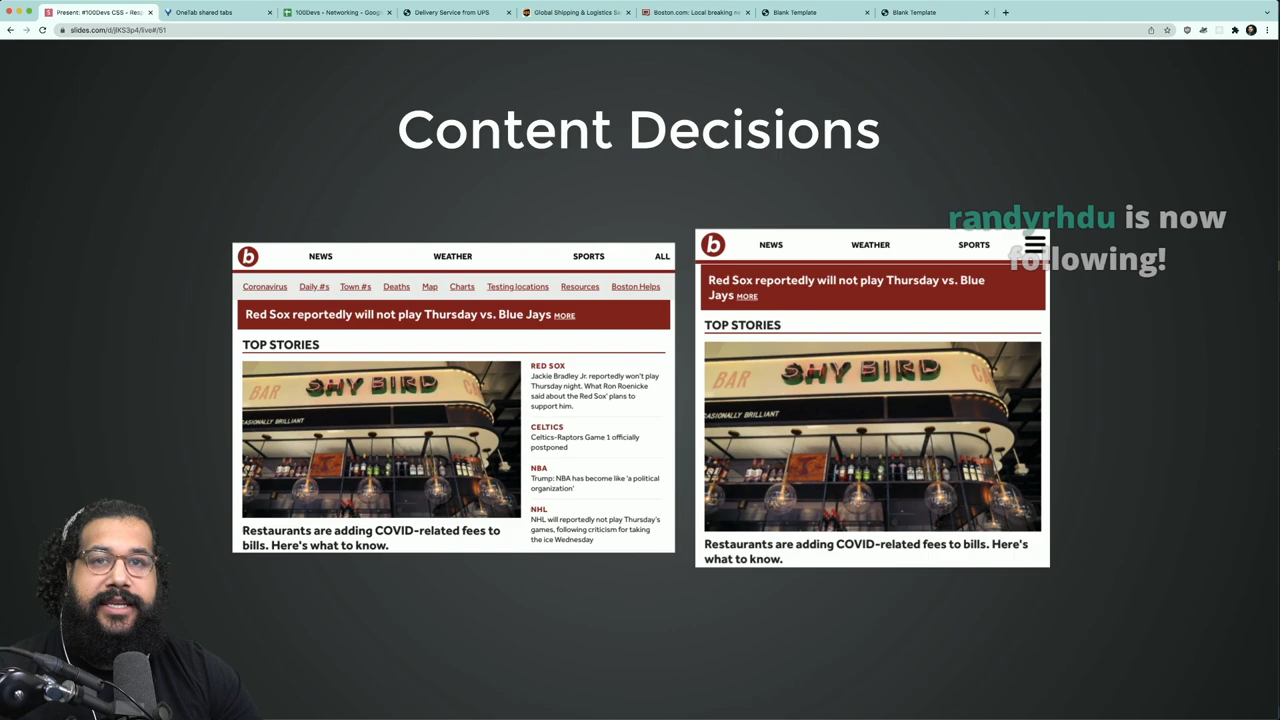 Present: #100Devs CSS - Resp
OneTab shared tabs
100Devs - Networking - Goog
Delivery Service from UPS
Global Shipping & Logistics Se
Boston.com: Local breaking ne
Blank Template
Blank Template
slides.com/d/jIKS3p4/live#/51
Content Decisions
randyrhdu is now
following!
b
NEWS WEATHER SPORTS ALL
Coronavirus Daily #s Town #s Deaths Map Charts Testing locations Resources Boston Helps
Red Sox reportedly will not play Thursday vs. Blue Jays MORE
TOP STORIES
BAR SHY BIRD
CASIONALLY BRILLIANT
RED SOX
Jackie Bradley Jr. reportedly won't play
Thursday night. What Ron Roenicke
said about the Red Sox' plans to
support him.
CELTICS
Celtics-Raptors Game 1 officially
postponed
NBA
Trump: NBA has become like 'a political
organization'
NHL
NHL will reportedly not play Thursday's
games, following criticism for taking
the ice Wednesday
Restaurants are adding COVID-related fees to
bills. Here's what to know.
b
NEWS WEATHER SPORTS
Red Sox reportedly will not play Thursday vs. Blue
Jays MORE
TOP STORIES
BAR SHY BIRD
CASIONALLY BRILLIANT
Restaurants are adding COVID-related fees to bills. Here's
what to know.